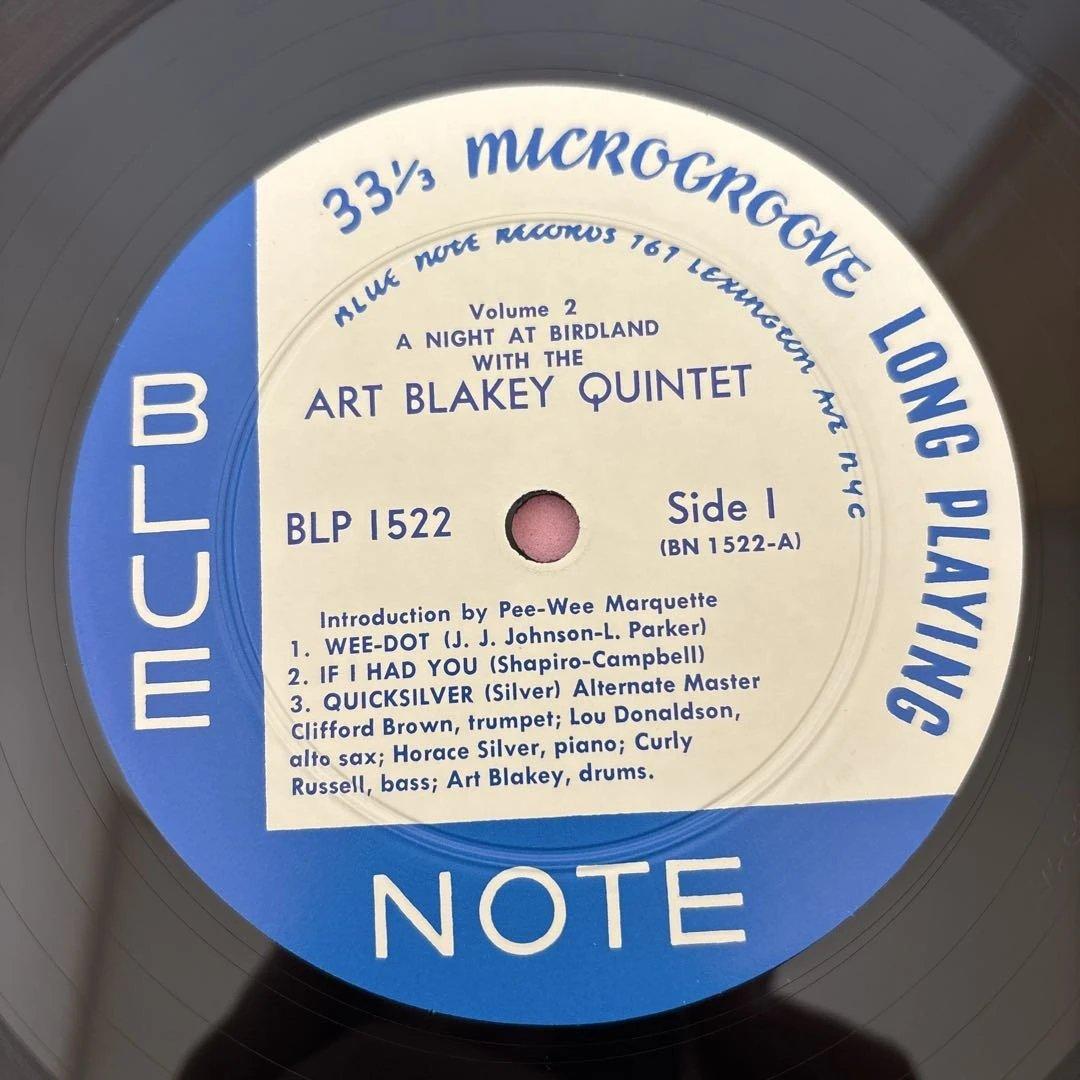 33⅓ MICROGROOVE LONG PLAYING
BLUE NOTE RECORDS 767 LEXINGTON AVE NYC
Volume 2
A NIGHT AT BIRDLAND
WITH THE
ART BLAKEY QUINTET
BLP 1522
Side 1
(BN 1522-A)
Introduction by Pee-Wee Marquette
1. WEE-DOT (J. J. Johnson-L. Parker)
2. IF I HAD YOU (Shapiro-Campbell)
3. QUICKSILVER (Silver) Alternate Master
Clifford Brown, trumpet; Lou Donaldson,
alto sax; Horace Silver, piano; Curly
Russell, bass; Art Blakey, drums.
BLUE
NOTE